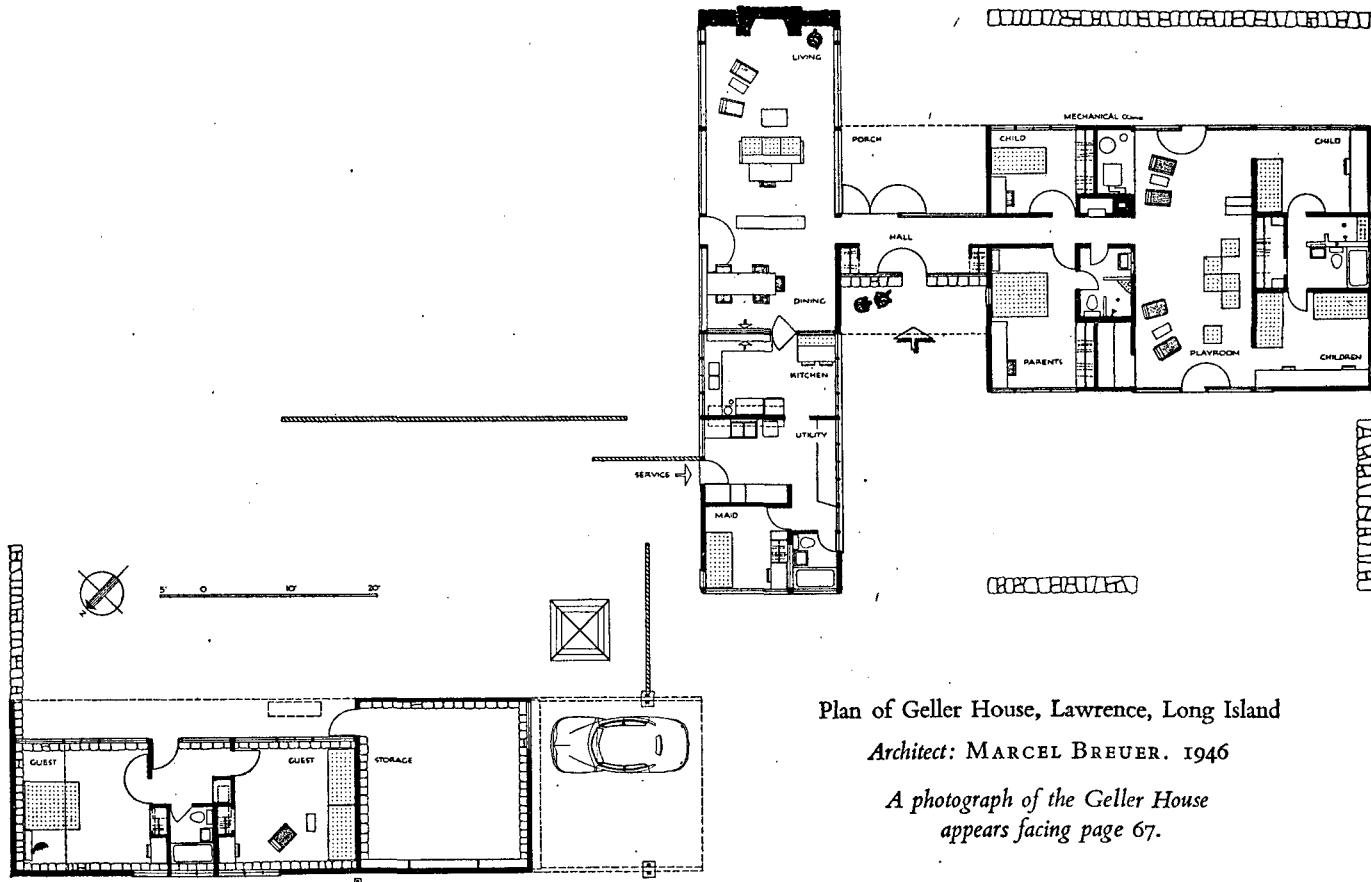 LIVING
MECHANICAL
PORCH
CHILD
CHILD
HALL
DINING
PARENTS
PLAYROOM
CHILDREN
KITCHEN
UTILITY
SERVICE
MAID
N
5' 0 10' 20'
GUEST
GUEST
STORAGE
Plan of Geller House, Lawrence, Long Island
Architect: MARCEL BREUER. 1946
A photograph of the Geller House
appears facing page 67.